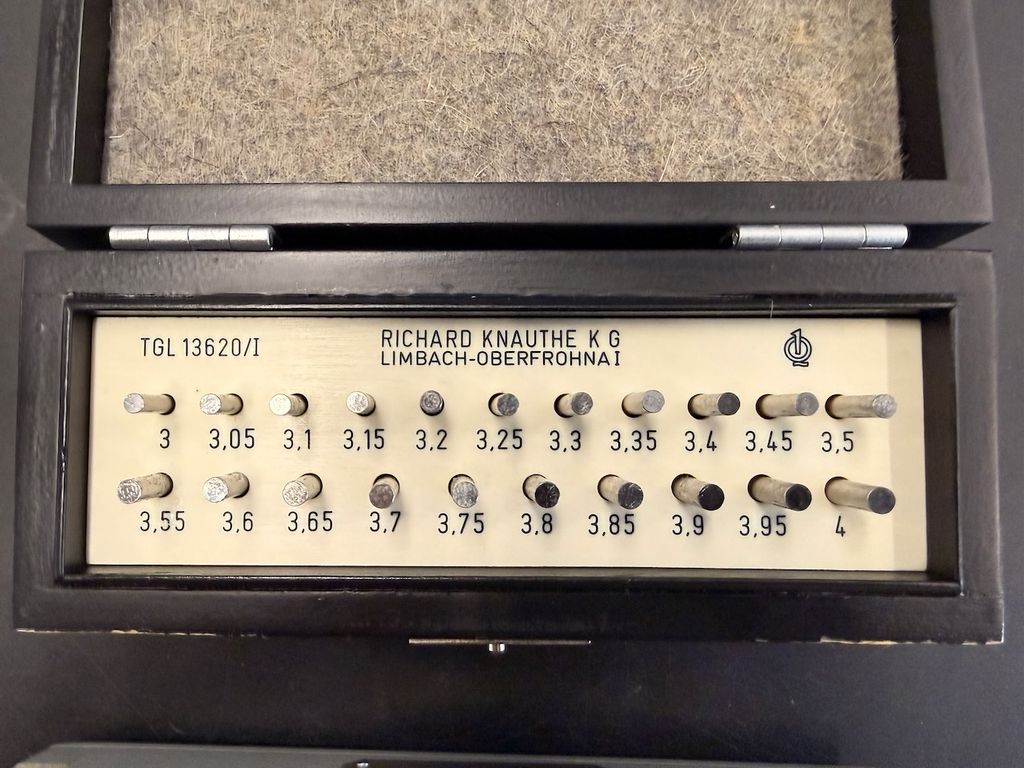 TGL 13620/I
RICHARD KNAUTHE K G
LIMBACH-OBERFROHNA I
3 3,05 3,1 3,15 3,2 3,25 3,3 3,35 3,4 3,45 3,5
3,55 3,6 3,65 3,7 3,75 3,8 3,85 3,9 3,95 4